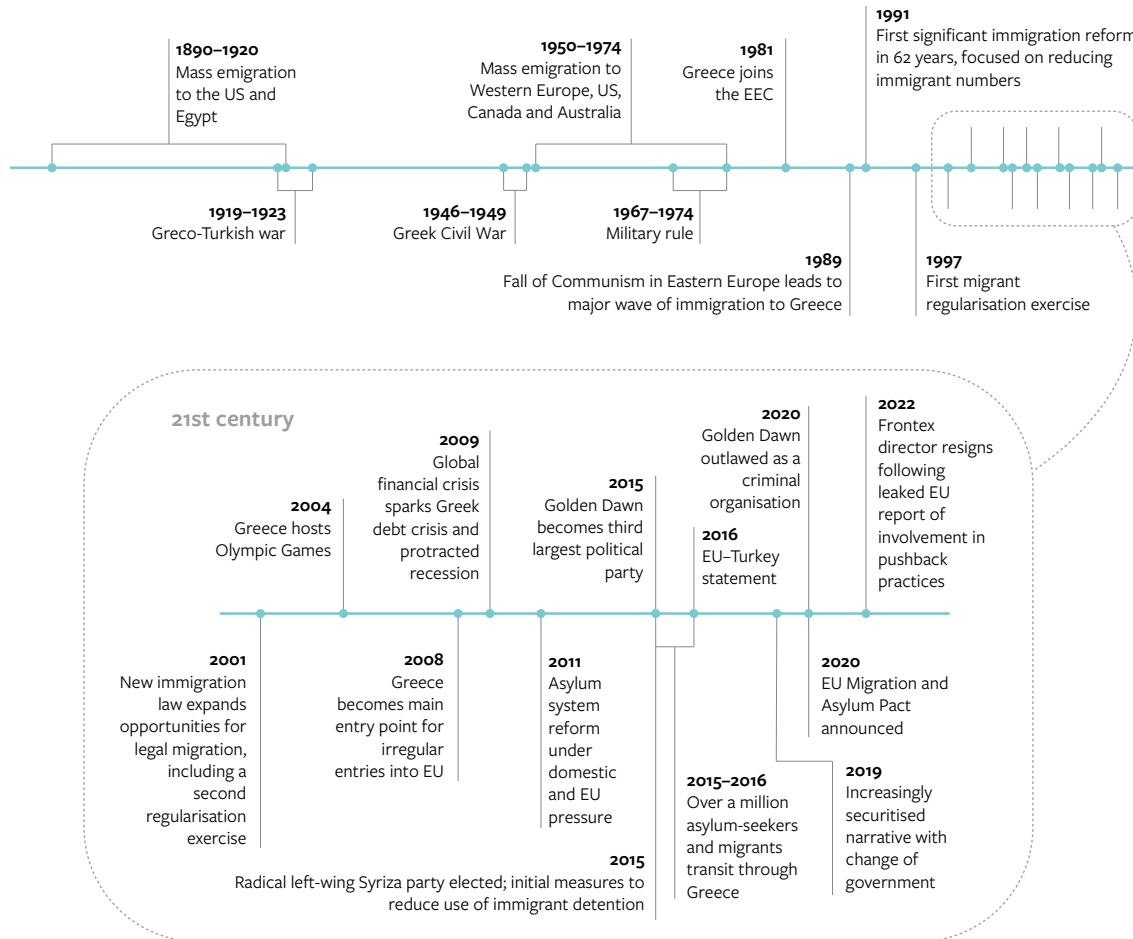 1890–1920
Mass emigration
to the US and
Egypt
1950–1974
Mass emigration to
Western Europe, US,
Canada and Australia
1981
Greece joins
the EEC
1991
First significant immigration reform
in 62 years, focused on reducing
immigrant numbers
1919–1923
Greco-Turkish war
1946–1949
Greek Civil War
1967–1974
Military rule
1989
Fall of Communism in Eastern Europe leads to
major wave of immigration to Greece
1997
First migrant
regularisation exercise
21st century
2004
Greece hosts
Olympic Games
2009
Global
financial crisis
sparks Greek
debt crisis and
protracted
recession
2015
Golden Dawn
becomes third
largest political
party
2016
EU–Turkey
statement
2020
Golden Dawn
outlawed as a
criminal
organisation
2022
Frontex
director resigns
following
leaked EU
report of
involvement in
pushback
practices
2001
New immigration
law expands
opportunities for
legal migration,
including a
second
regularisation
exercise
2008
Greece
becomes main
entry point for
irregular
entries into EU
2011
Asylum
system
reform
under
domestic
and EU
pressure
2015
Radical left-wing Syriza party elected; initial measures to
reduce use of immigrant detention
2015–2016
Over a million
asylum-seekers
and migrants
transit through
Greece
2020
EU Migration and
Asylum Pact
announced
2019
Increasingly
securitised
narrative with
change of
government